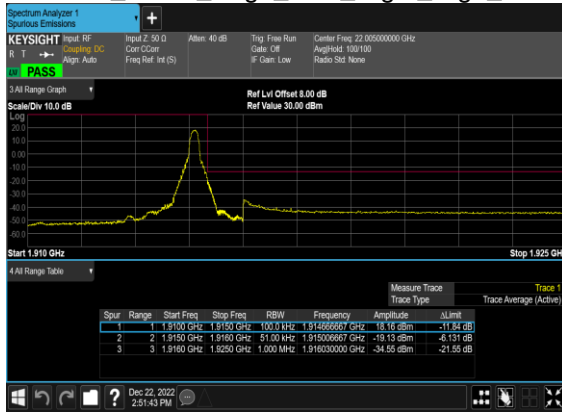 Spectrum Analyzer 1
Spurious Emissions
+
KEYSIGHT Input: RF Input Z: 50 Ω Atten: 40 dB Trig: Free Run Center Freq: 22.005000000 GHz
R T Coupling: DC Corr CCorr Gate: Off Avg|Hold: 100/100
Align: Auto Freq Ref: Int (S) IF Gain: Low Radio Std: None
LXI PASS
3 All Range Graph
Ref Lvl Offset 8.00 dB
Scale/Div 10.0 dB Ref Value 30.00 dBm
Log
20.0
10.0
0.00
-10.0
-20.0
-30.0
-40.0
-50.0
-60.0
Start 1.910 GHz Stop 1.925 GH
4 All Range Table
Measure Trace Trace 1
Trace Type Trace Average (Active)
Spur Range Start Freq Stop Freq RBW Frequency Amplitude ΔLimit
1 1 1.9100 GHz 1.9150 GHz 100.0 kHz 1.914666667 GHz 18.16 dBm -11.84 dB
2 2 1.9150 GHz 1.9160 GHz 51.00 kHz 1.915006667 GHz -19.13 dBm -6.131 dB
3 3 1.9160 GHz 1.9250 GHz 1.000 MHz 1.916030000 GHz -34.55 dBm -21.55 dB
? Dec 22, 2022
2:51:43 PM